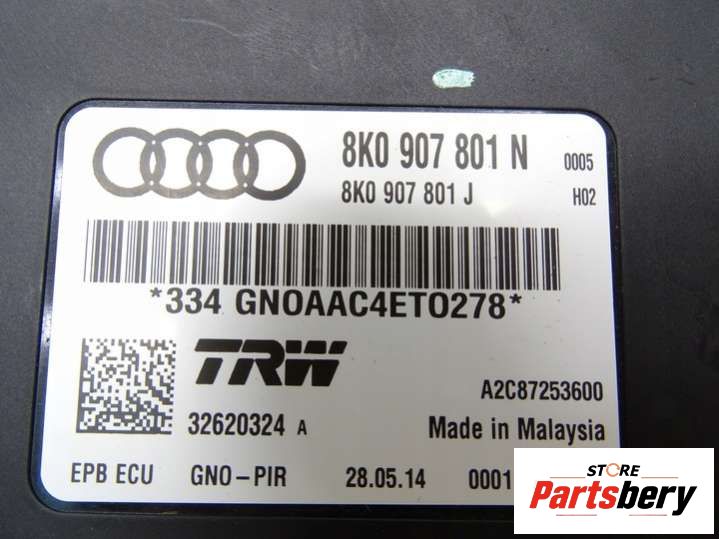 8K0 907 801 N 0005
8K0 907 801 J H02
*334 GNOAAC4ET0278*
TRW
A2C87253600
32620324 A Made in Malaysia
EPB ECU GNO-PIR 28.05.14 0001
STORE
Partsbery